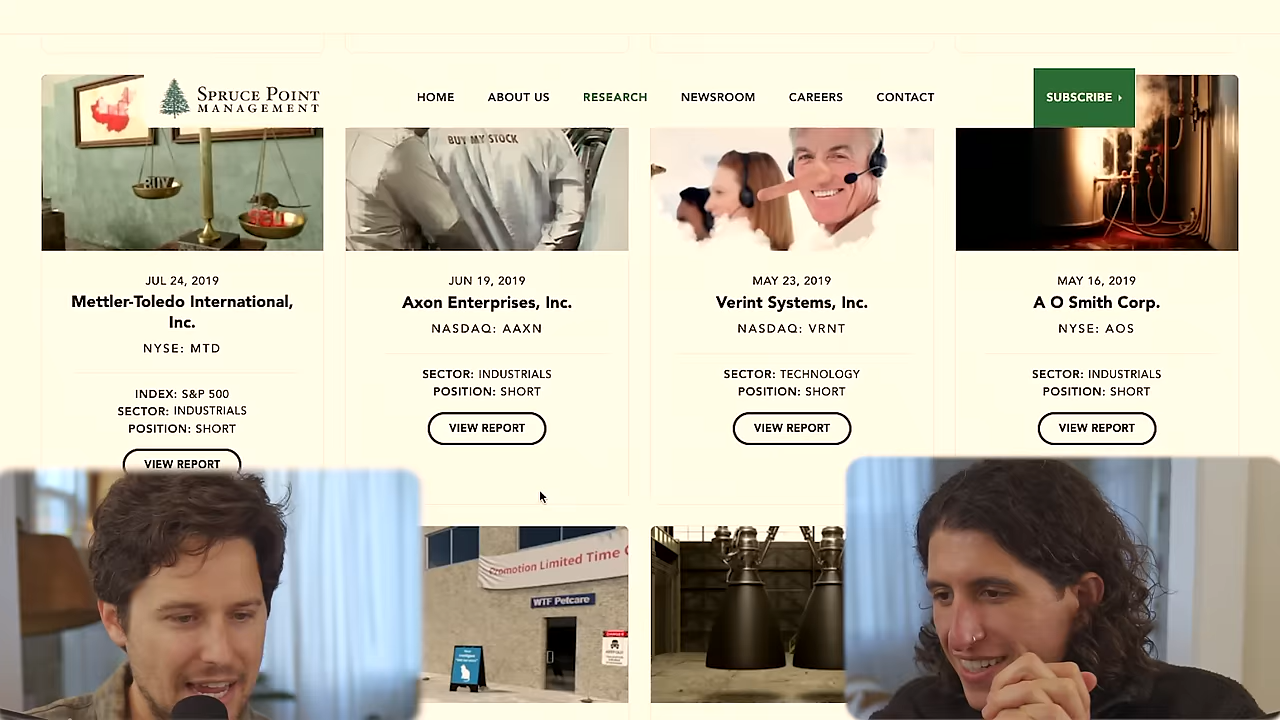 SPRUCE POINT
MANAGEMENT
HOME
ABOUT US
RESEARCH
NEWSROOM
CAREERS
CONTACT
SUBSCRIBE
BUY
SELL
BUY MY STOCK
JUL 24, 2019
Mettler-Toledo International,
Inc.
NYSE: MTD
INDEX: S&P 500
SECTOR: INDUSTRIALS
POSITION: SHORT
VIEW REPORT
JUN 19, 2019
Axon Enterprises, Inc.
NASDAQ: AAXN
SECTOR: INDUSTRIALS
POSITION: SHORT
VIEW REPORT
MAY 23, 2019
Verint Systems, Inc.
NASDAQ: VRNT
SECTOR: TECHNOLOGY
POSITION: SHORT
VIEW REPORT
MAY 16, 2019
A O Smith Corp.
NYSE: AOS
SECTOR: INDUSTRIALS
POSITION: SHORT
VIEW REPORT
Promotion Limited Time
WTF Petcare